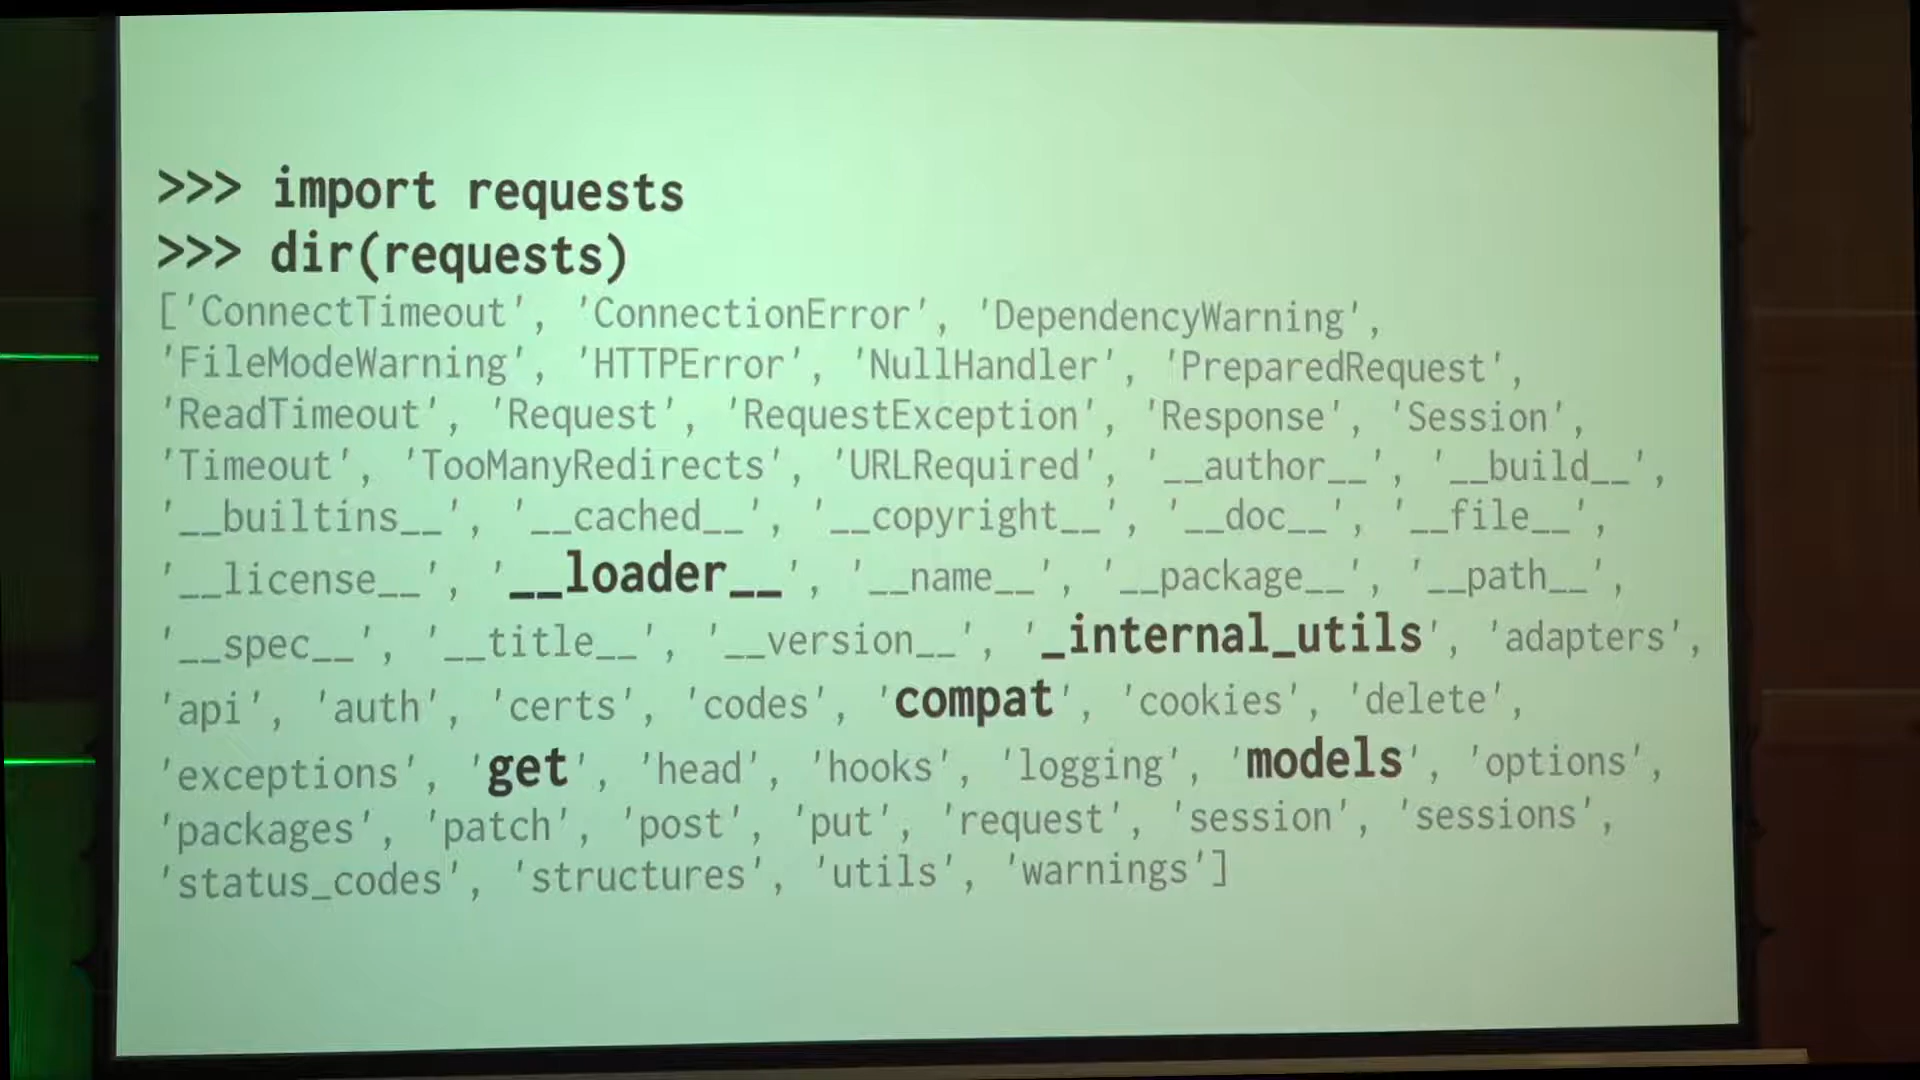 >>> import requests
>>> dir(requests)
['ConnectTimeout', 'ConnectionError', 'DependencyWarning',
'FileModeWarning', 'HTTPError', 'NullHandler', 'PreparedRequest',
'ReadTimeout', 'Request', 'RequestException', 'Response', 'Session',
'Timeout', 'TooManyRedirects', 'URLRequired', '__author__', '__build__',
'__builtins__', '__cached__', '__copyright__', '__doc__', '__file__',
'__license__', '__loader__', '__name__', '__package__', '__path__',
'__spec__', '__title__', '__version__', '_internal_utils', 'adapters',
'api', 'auth', 'certs', 'codes', 'compat', 'cookies', 'delete',
'exceptions', 'get', 'head', 'hooks', 'logging', 'models', 'options',
'packages', 'patch', 'post', 'put', 'request', 'session', 'sessions',
'status_codes', 'structures', 'utils', 'warnings']